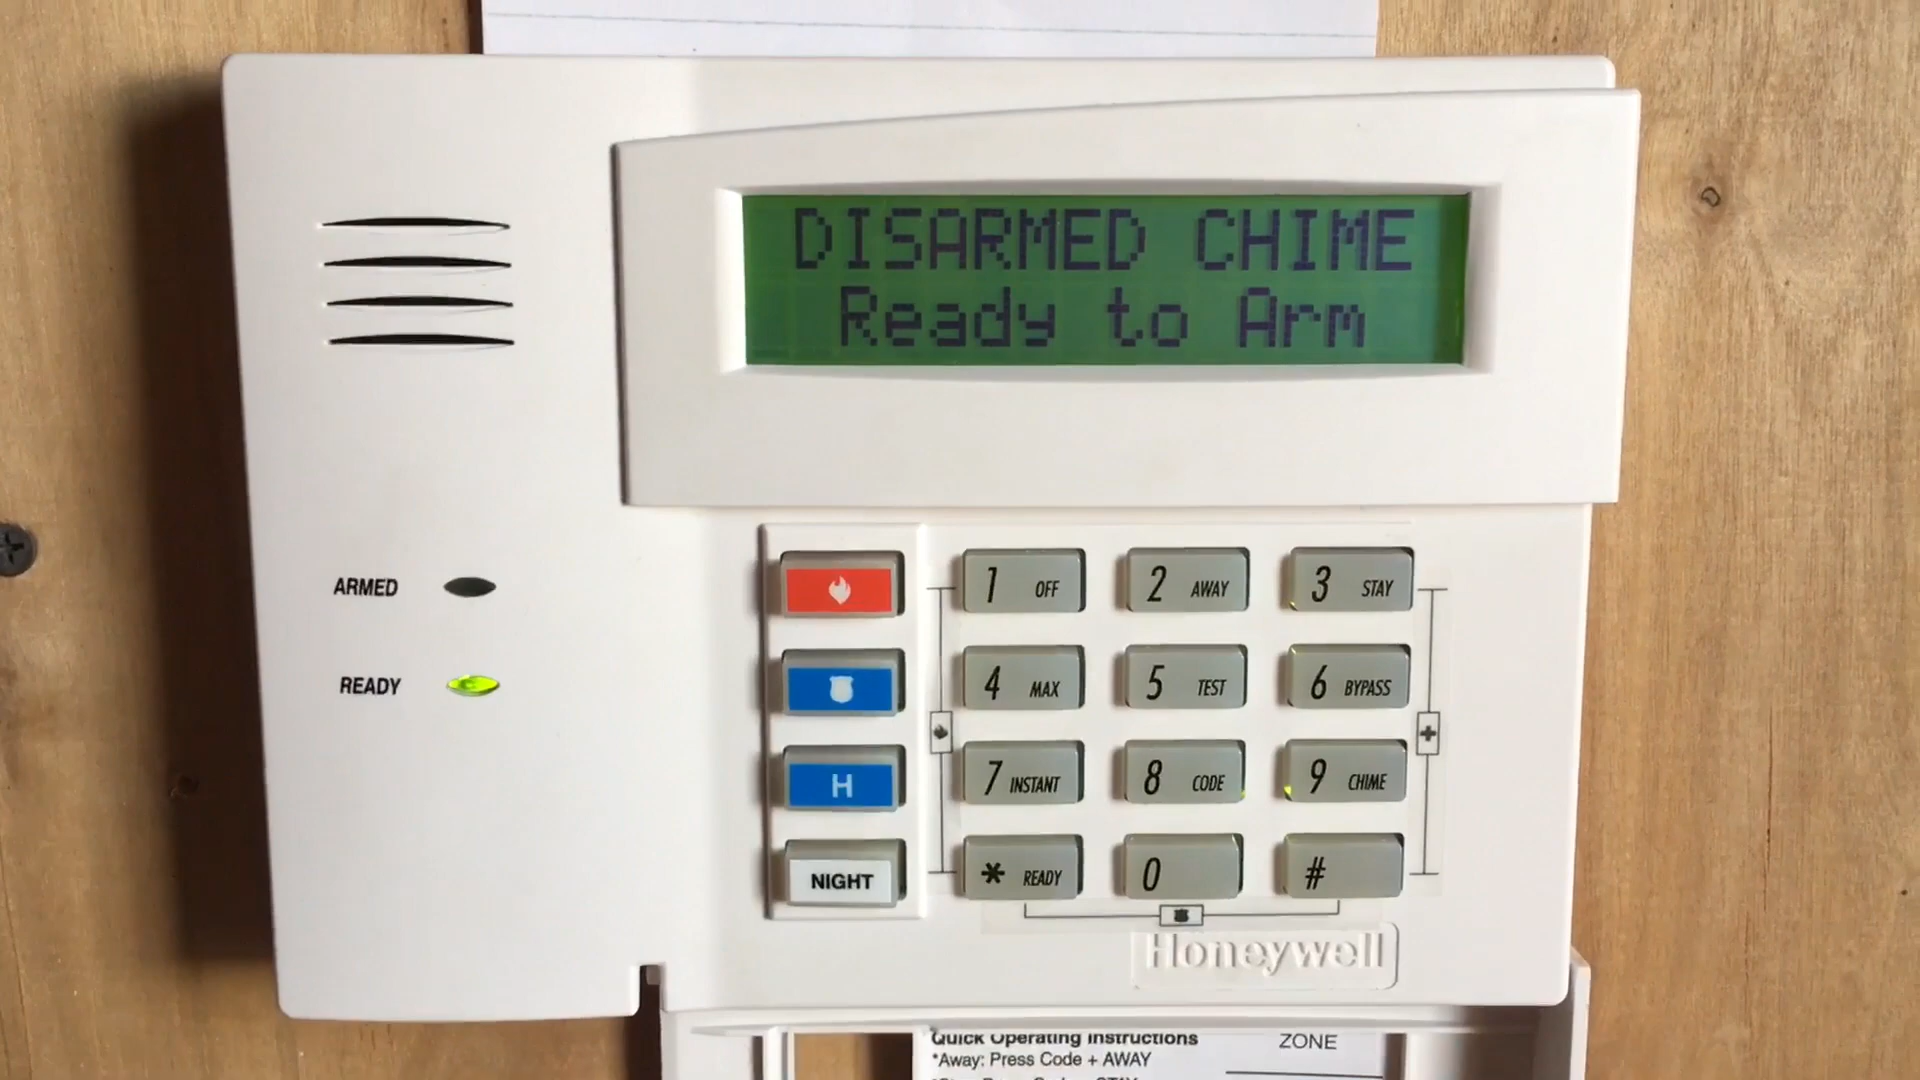 DISARMED CHIME
Ready to Arm
ARMED
READY
1 OFF
2 AWAY
3 STAY
4 MAX
5 TEST
6 BYPASS
H
7 INSTANT
8 CODE
9 CHIME
NIGHT
* READY
0
#
Honeywell
Quick Operating Instructions
*Away: Press Code + AWAY
ZONE